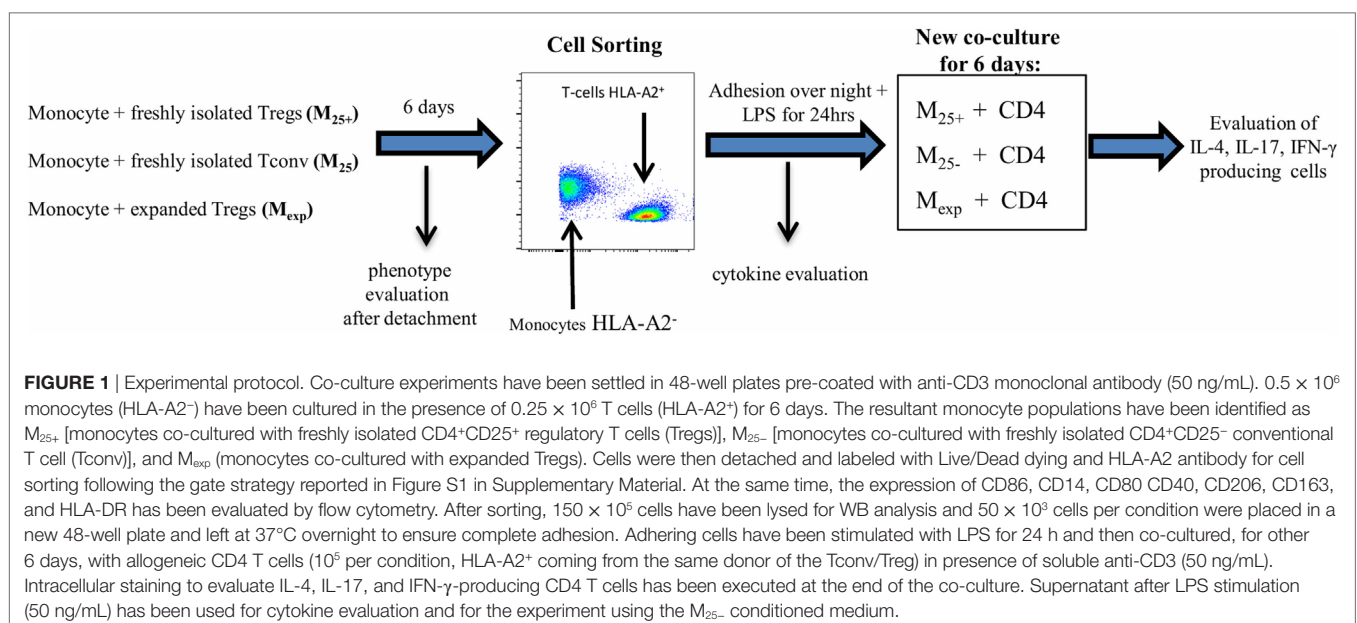 Cell Sorting
New co-culture
for 6 days:
Monocyte + freshly isolated Tregs (M25+)
Monocyte + freshly isolated Tconv (M25)
Monocyte + expanded Tregs (Mexp)
6 days
phenotype
evaluation
after detachment
T-cells HLA-A2⁺
Monocytes HLA-A2⁻
Adhesion over night +
LPS for 24hrs
cytokine evaluation
M25+ + CD4
M25- + CD4
Mexp + CD4
Evaluation of
IL-4, IL-17, IFN-γ
producing cells
FIGURE 1 | Experimental protocol. Co-culture experiments have been settled in 48-well plates pre-coated with anti-CD3 monoclonal antibody (50 ng/mL). 0.5 × 10⁶
monocytes (HLA-A2⁻) have been cultured in the presence of 0.25 × 10⁶ T cells (HLA-A2⁺) for 6 days. The resultant monocyte populations have been identified as
M25+ [monocytes co-cultured with freshly isolated CD4⁺CD25⁺ regulatory T cells (Tregs)], M25− [monocytes co-cultured with freshly isolated CD4⁺CD25⁻ conventional
T cell (Tconv)], and Mexp (monocytes co-cultured with expanded Tregs). Cells were then detached and labeled with Live/Dead dying and HLA-A2 antibody for cell
sorting following the gate strategy reported in Figure S1 in Supplementary Material. At the same time, the expression of CD86, CD14, CD80 CD40, CD206, CD163,
and HLA-DR has been evaluated by flow cytometry. After sorting, 150 × 10⁵ cells have been lysed for WB analysis and 50 × 10³ cells per condition were placed in a
new 48-well plate and left at 37°C overnight to ensure complete adhesion. Adhering cells have been stimulated with LPS for 24 h and then co-cultured, for other
6 days, with allogeneic CD4 T cells (10⁵ per condition, HLA-A2⁺ coming from the same donor of the Tconv/Treg) in presence of soluble anti-CD3 (50 ng/mL).
Intracellular staining to evaluate IL-4, IL-17, and IFN-γ-producing CD4 T cells has been executed at the end of the co-culture. Supernatant after LPS stimulation
(50 ng/mL) has been used for cytokine evaluation and for the experiment using the M25− conditioned medium.